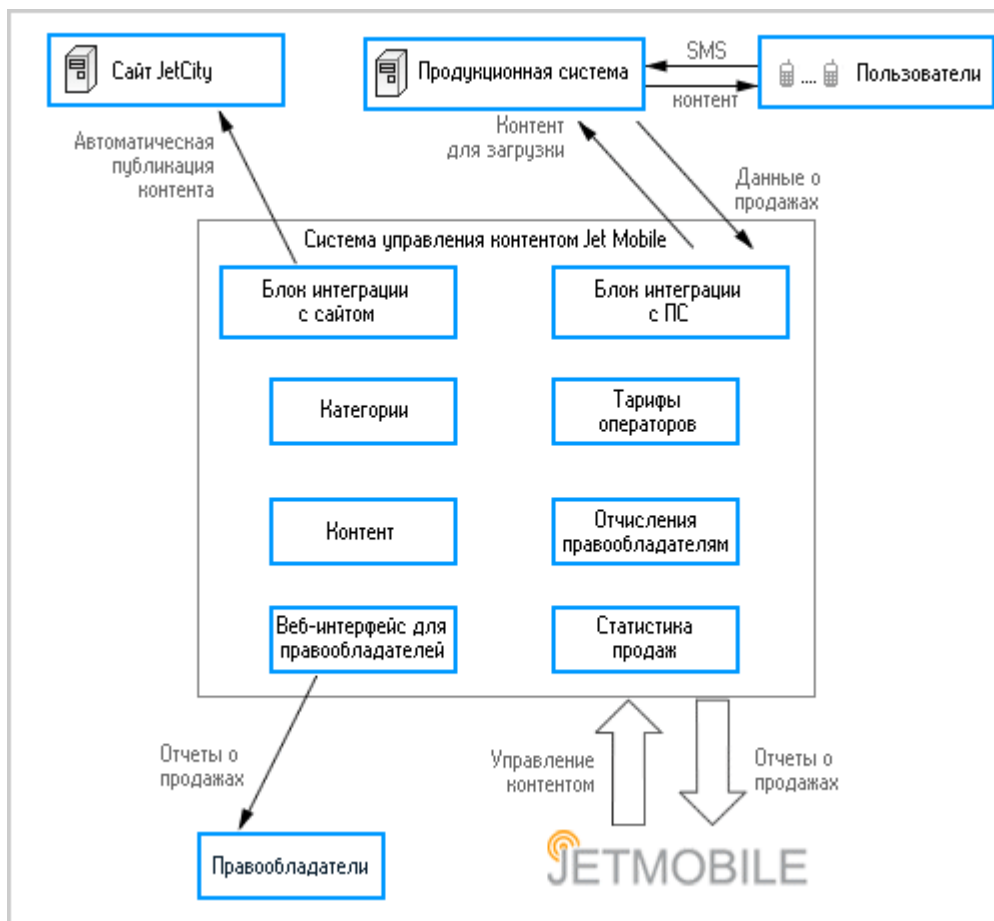 Сайт JetCity
Продукционная система
SMS
контент
.... Пользователи
Автоматическая
публикация
контента
Контент
для загрузки
Данные о
продажах
Система управления контентом Jet Mobile
Блок интеграции
с сайтом
Блок интеграции
с ПС
Категории
Тарифы
операторов
Контент
Отчисления
правообладателям
Веб-интерфейс для
правообладателей
Статистика
продаж
Отчеты о
продажах
Управление
контентом
Отчеты о
продажах
Правообладатели
JETMOBILE